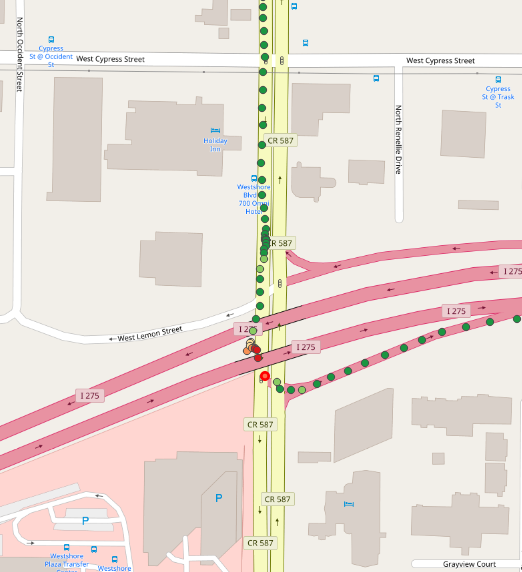 North Occident Street
Cypress
St @ Occident
St
West Cypress Street
West Cypress Street
Cypress
St @ Trask
St
North Renellie Drive
Holiday
Inn
CR 587
Westshore
Blvd
700 Omni
Hotel
CR 587
I 275
I 275
I 275
West Lemon Street
I 275
I 275
CR 587
CR 587
CR 587
P
P
Westshore
Plaza Transfer
Westshore
Grayview Court